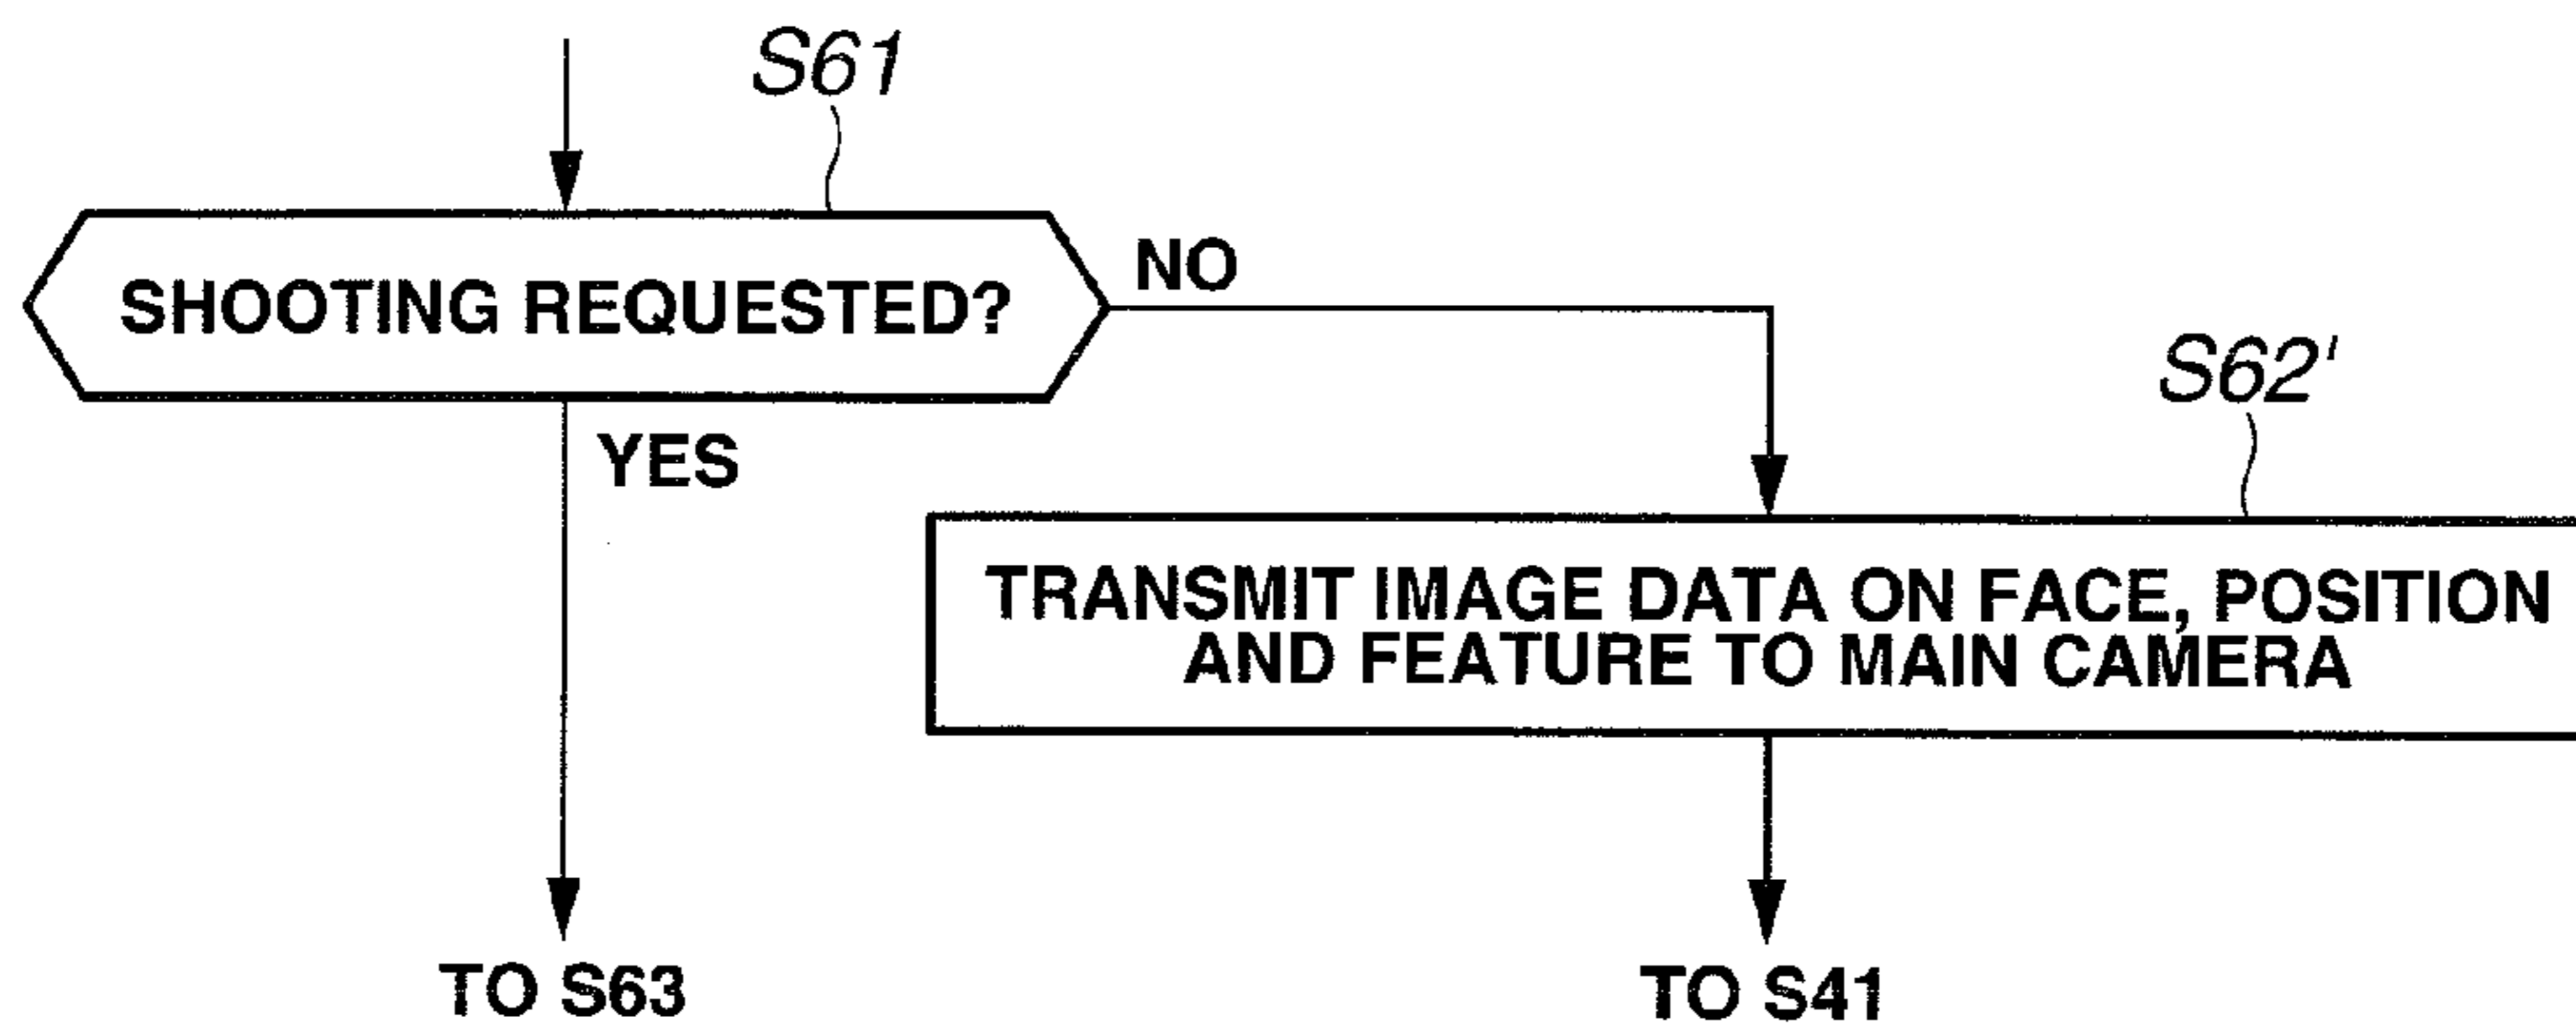 S61
SHOOTING REQUESTED?
NO
YES
S62'
TRANSMIT IMAGE DATA ON FACE, POSITION
AND FEATURE TO MAIN CAMERA
TO S63
TO S41